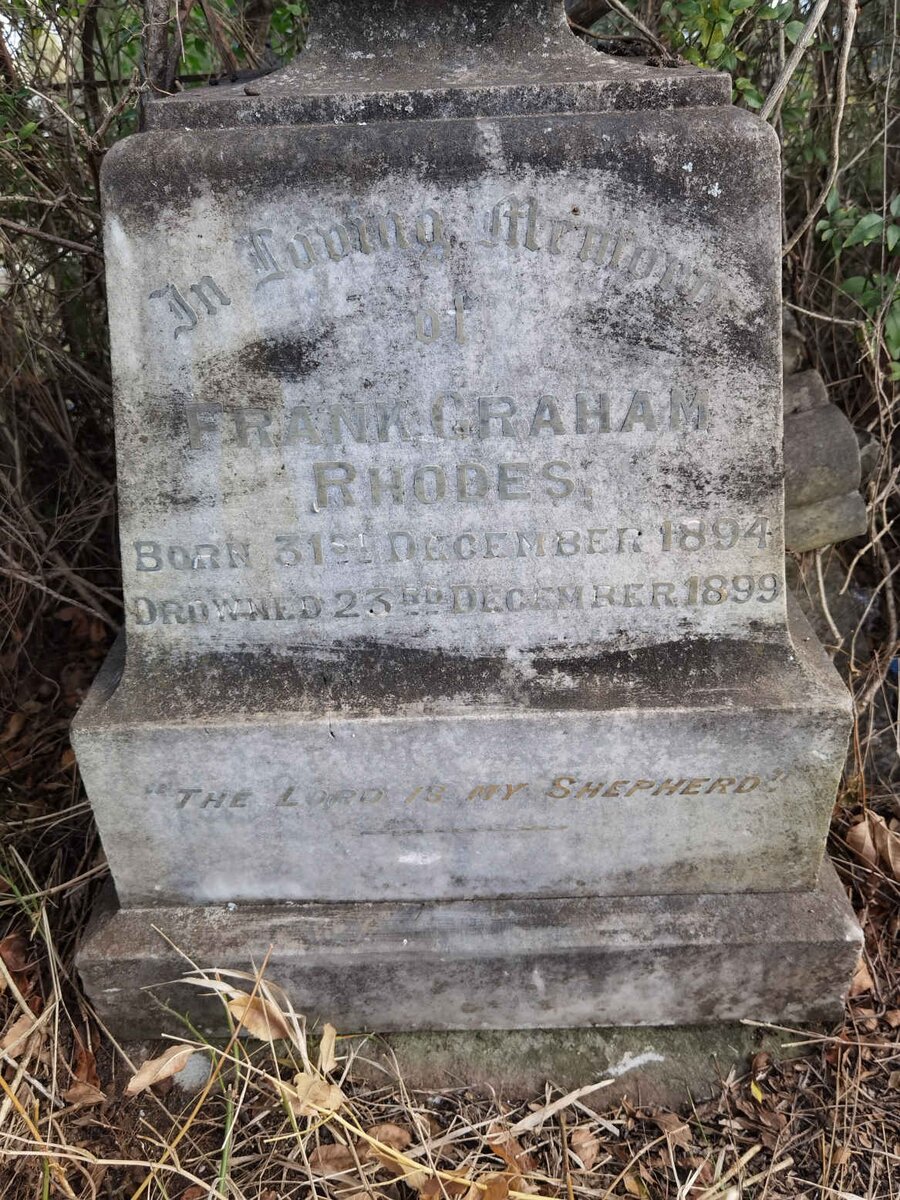 In Loving Memory
of
FRANK GRAHAM
RHODES,
BORN 31ST DECEMBER 1894
DROWNED 23RD DECEMBER 1899
"THE LORD IS MY SHEPHERD."